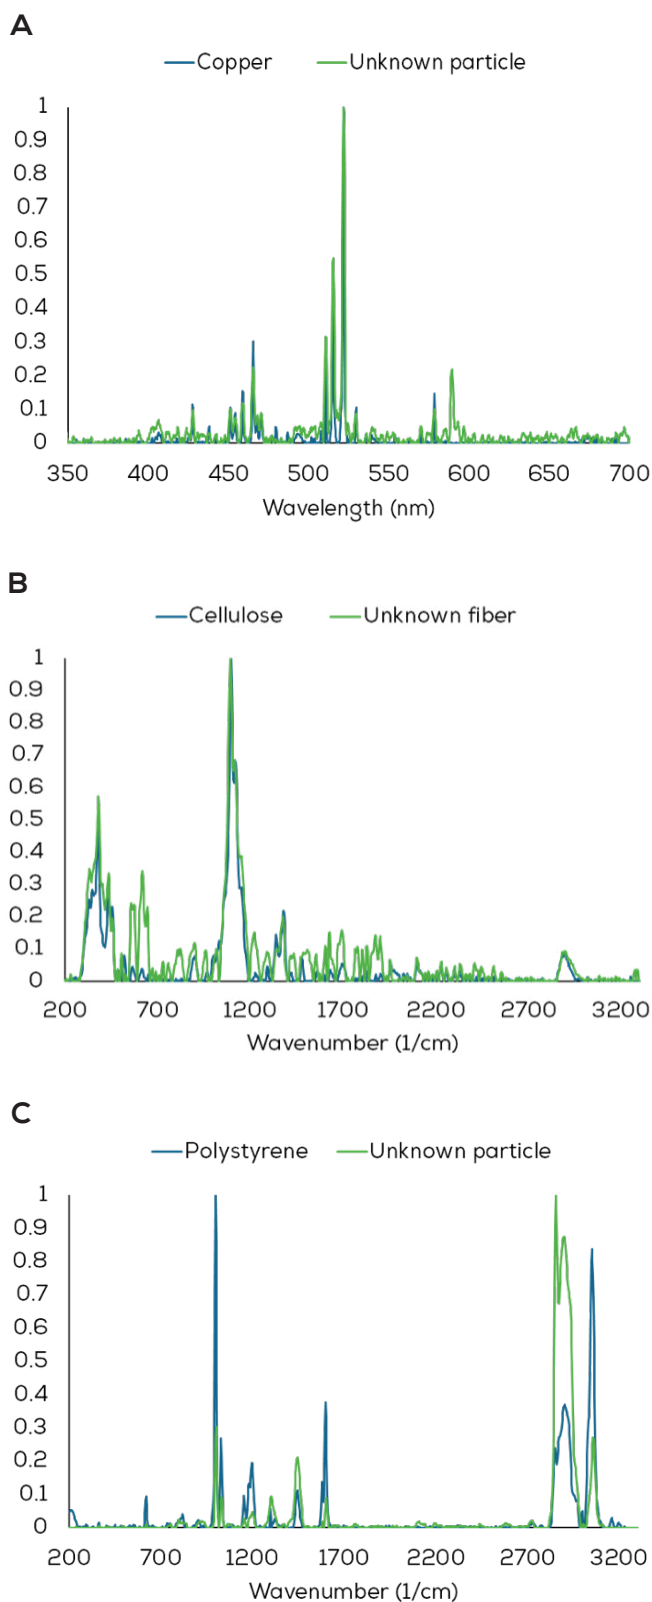 A
Copper Unknown particle
1
0.9
0.8
0.7
0.6
0.5
0.4
0.3
0.2
0.1
0
350 400 450 500 550 600 650 700
Wavelength (nm)
B
Cellulose Unknown fiber
1
0.9
0.8
0.7
0.6
0.5
0.4
0.3
0.2
0.1
0
200 700 1200 1700 2200 2700 3200
Wavenumber (1/cm)
C
Polystyrene Unknown particle
1
0.9
0.8
0.7
0.6
0.5
0.4
0.3
0.2
0.1
0
200 700 1200 1700 2200 2700 3200
Wavenumber (1/cm)